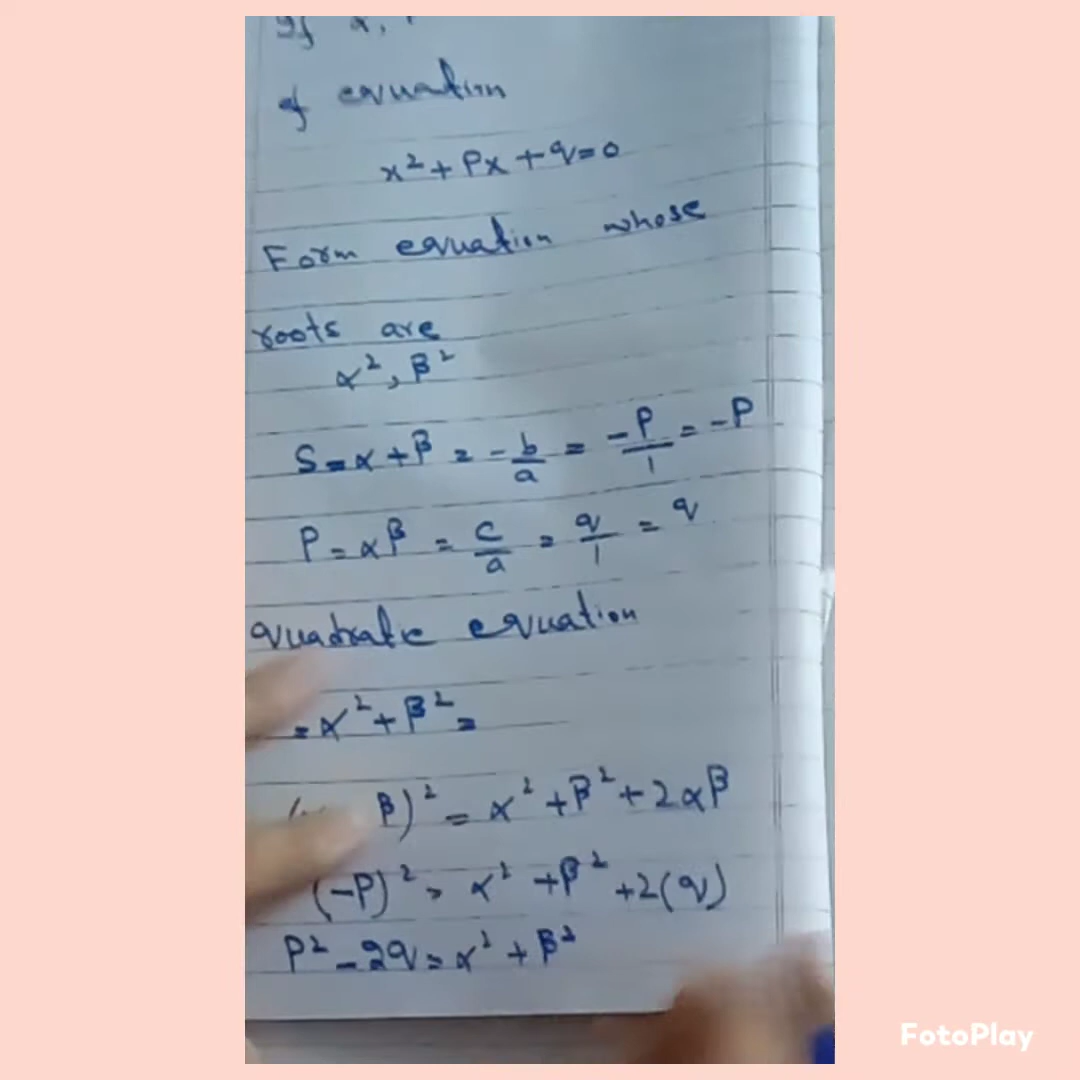 If α,
of equation
x² + Px + q = 0
Form equation whose
roots are
α², β²
S = α + β = -b/a = -P/1 = -P
P = αβ = c/a = q/1 = q
quadratic equation
= α² + β² =
β)² = α² + β² + 2αβ
(-P)² = α² + β² + 2(q)
P² - 2q = α² + β²
FotoPlay